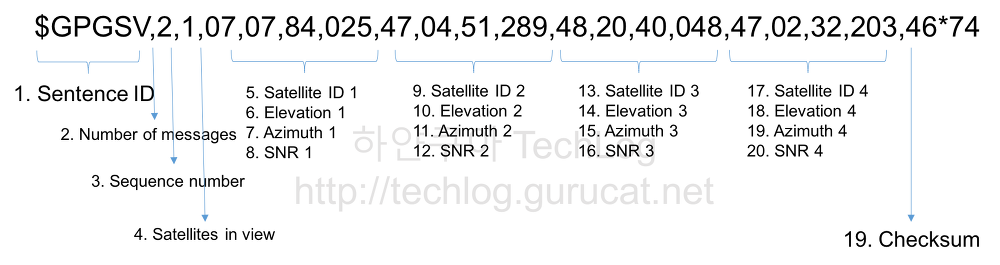 $GPGSV,2,1,07,07,84,025,47,04,51,289,48,20,40,048,47,02,32,203,46*74
1. Sentence ID
2. Number of messages
3. Sequence number
4. Satellites in view
5. Satellite ID 1
6. Elevation 1
7. Azimuth 1
8. SNR 1
9. Satellite ID 2
10. Elevation 2
11. Azimuth 2
12. SNR 2
13. Satellite ID 3
14. Elevation 3
15. Azimuth 3
16. SNR 3
17. Satellite ID 4
18. Elevation 4
19. Azimuth 4
20. SNR 4
19. Checksum
TechLog
http://techlog.gurucat.net